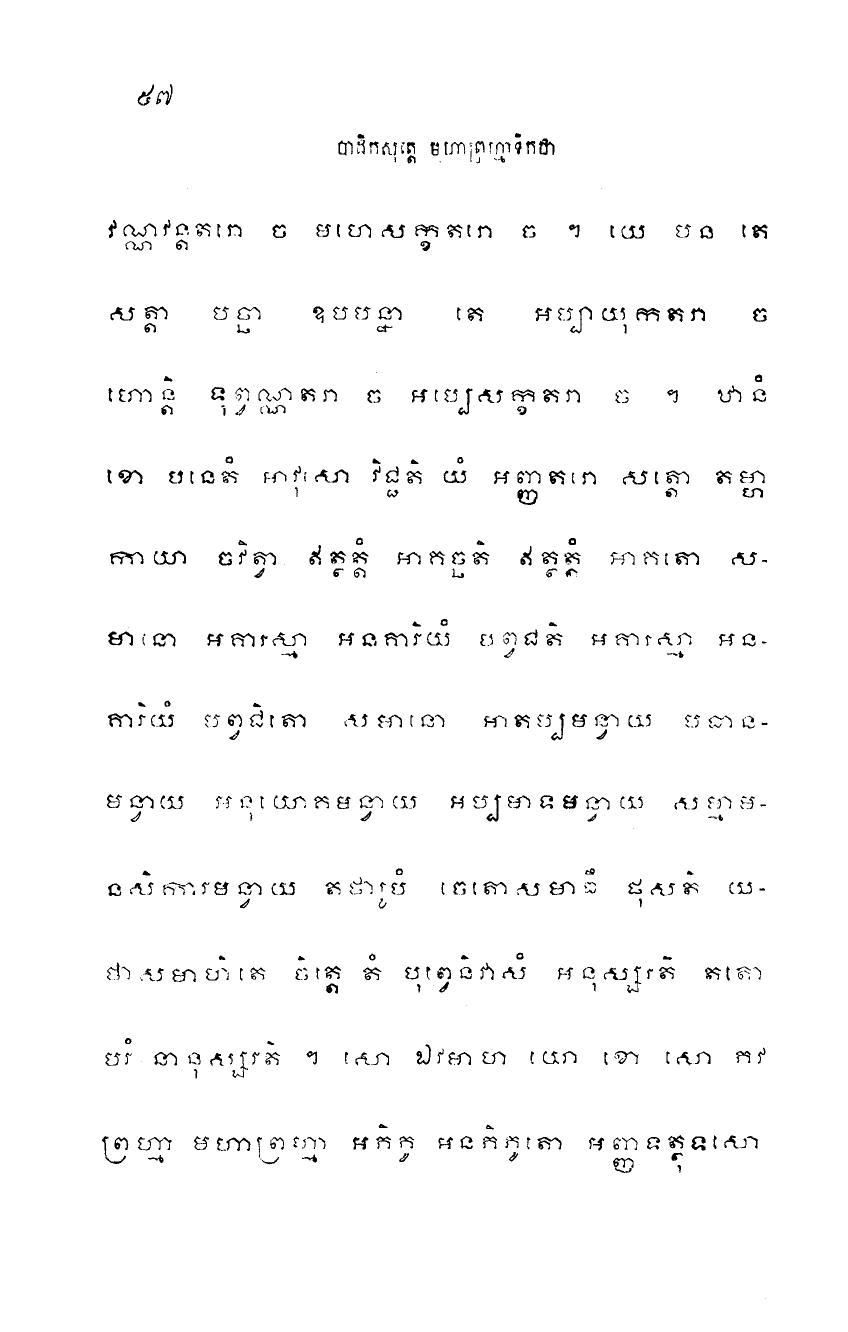 ៥៧
បាដិកសុត្តេ មហាព្រហ្មាទិកថា
វណ្ណវន្តតរោ ច មហេសក្ខតរោ ច ។ យេ បន តេ
សត្តា បច្ឆា ឧបបន្នា តេ អប្បាយុកតរា ច
ហោន្តិ ទុព្វណ្ណតរា ច អប្បេសក្ខតរា ច ។ ឋានំ
ខោ បនេតំ អាវុសោ វិជ្ជតិ យំ អញ្ញតរោ សត្តោ តម្ហា
កាយា ចវិត្វា ឥត្ថត្តំ អាគច្ឆតិ ឥត្ថត្តំ អាគតោ ស-
មានោ អគារស្មា អនគារិយំ បព្វជតិ អគារស្មា អន-
គារិយំ បព្វជិតោ សមានោ អាតប្បមន្វាយ បធាន-
មន្វាយ អនុយោគមន្វាយ អប្បមាទមន្វាយ សម្មាម-
នសិការមន្វាយ តថារូបំ ចេតោសមាធឹ ផុសតិ យ-
ថាសមាហិតេ ចិត្តេ តំ បុព្វេនិវាសំ អនុស្សរតិ តតោ
បរំ នានុស្សរតិ ។ សោ ឯវមាហ យោ ខោ សោ ភវំ
ព្រហ្មា មហាព្រហ្មា អភិភូ អនភិភូតោ អញ្ញទត្ថុទសោ